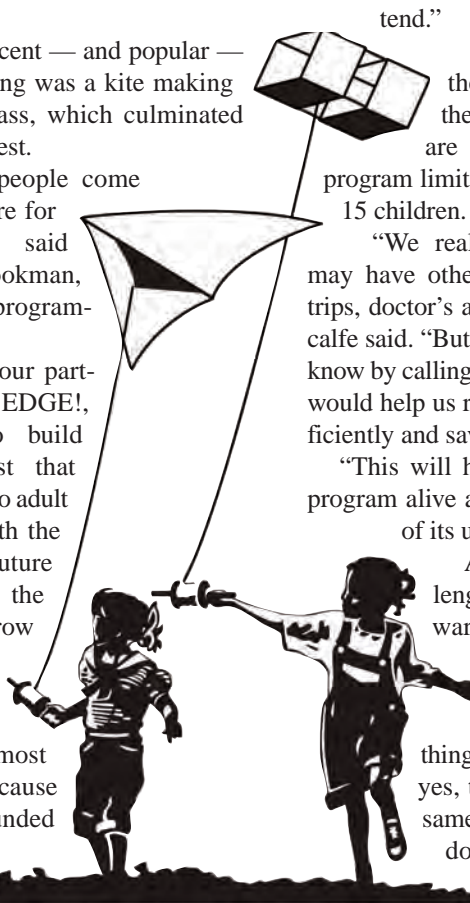 cent — and popular —
ng was a kite making
ass, which culminated
est.
people come
re for
said
okman,
program-
our part-
EDGE!,
o build
st that
o adult
th the
uture
the
row
most
cause
unded
tend.”
the
the
are
program limit
15 children.
“We real
may have othe
trips, doctor’s a
calfe said. “But
know by calling
would help us r
ficiently and sav
“This will h
program alive a
of its u
leng
war
thing
yes, t
same
do